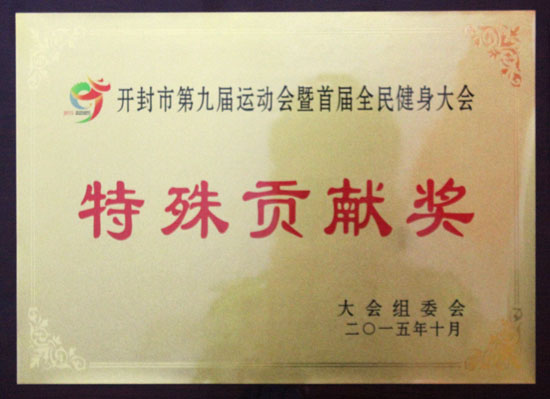 开封市第九届运动会暨首届全民健身大会
特殊贡献奖
大会组委会
二〇一五年十月